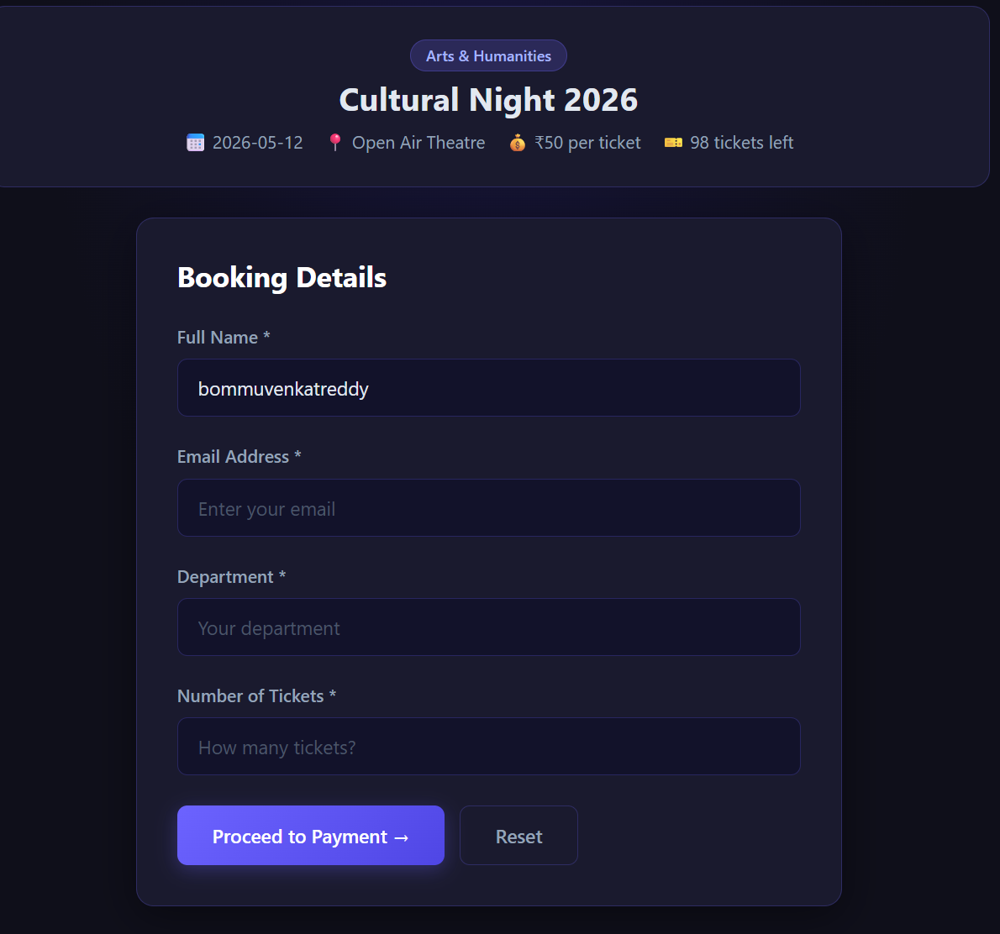 Arts & Humanities
Cultural Night 2026
2026-05-12 Open Air Theatre ₹50 per ticket 98 tickets left
Booking Details
Full Name *
bommuvenkatreddy
Email Address *
Enter your email
Department *
Your department
Number of Tickets *
How many tickets?
Proceed to Payment → Reset